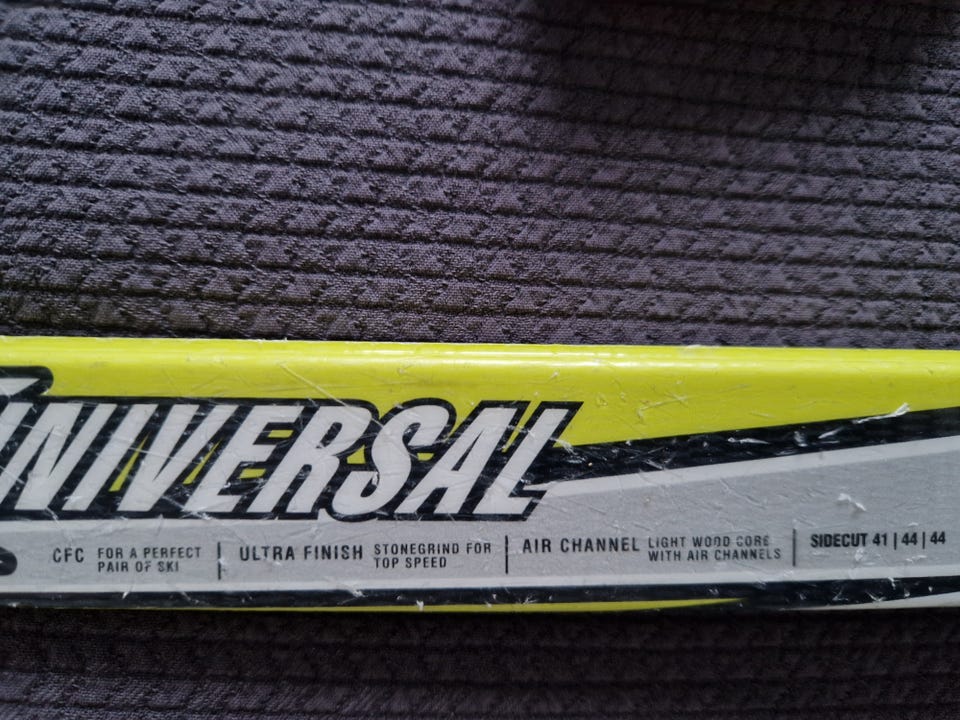 UNIVERSAL
CFC FOR A PERFECT
PAIR OF SKI
ULTRA FINISH STONEGRIND FOR
TOP SPEED
AIR CHANNEL LIGHT WOOD CORE
WITH AIR CHANNELS
SIDECUT 41 | 44 | 44